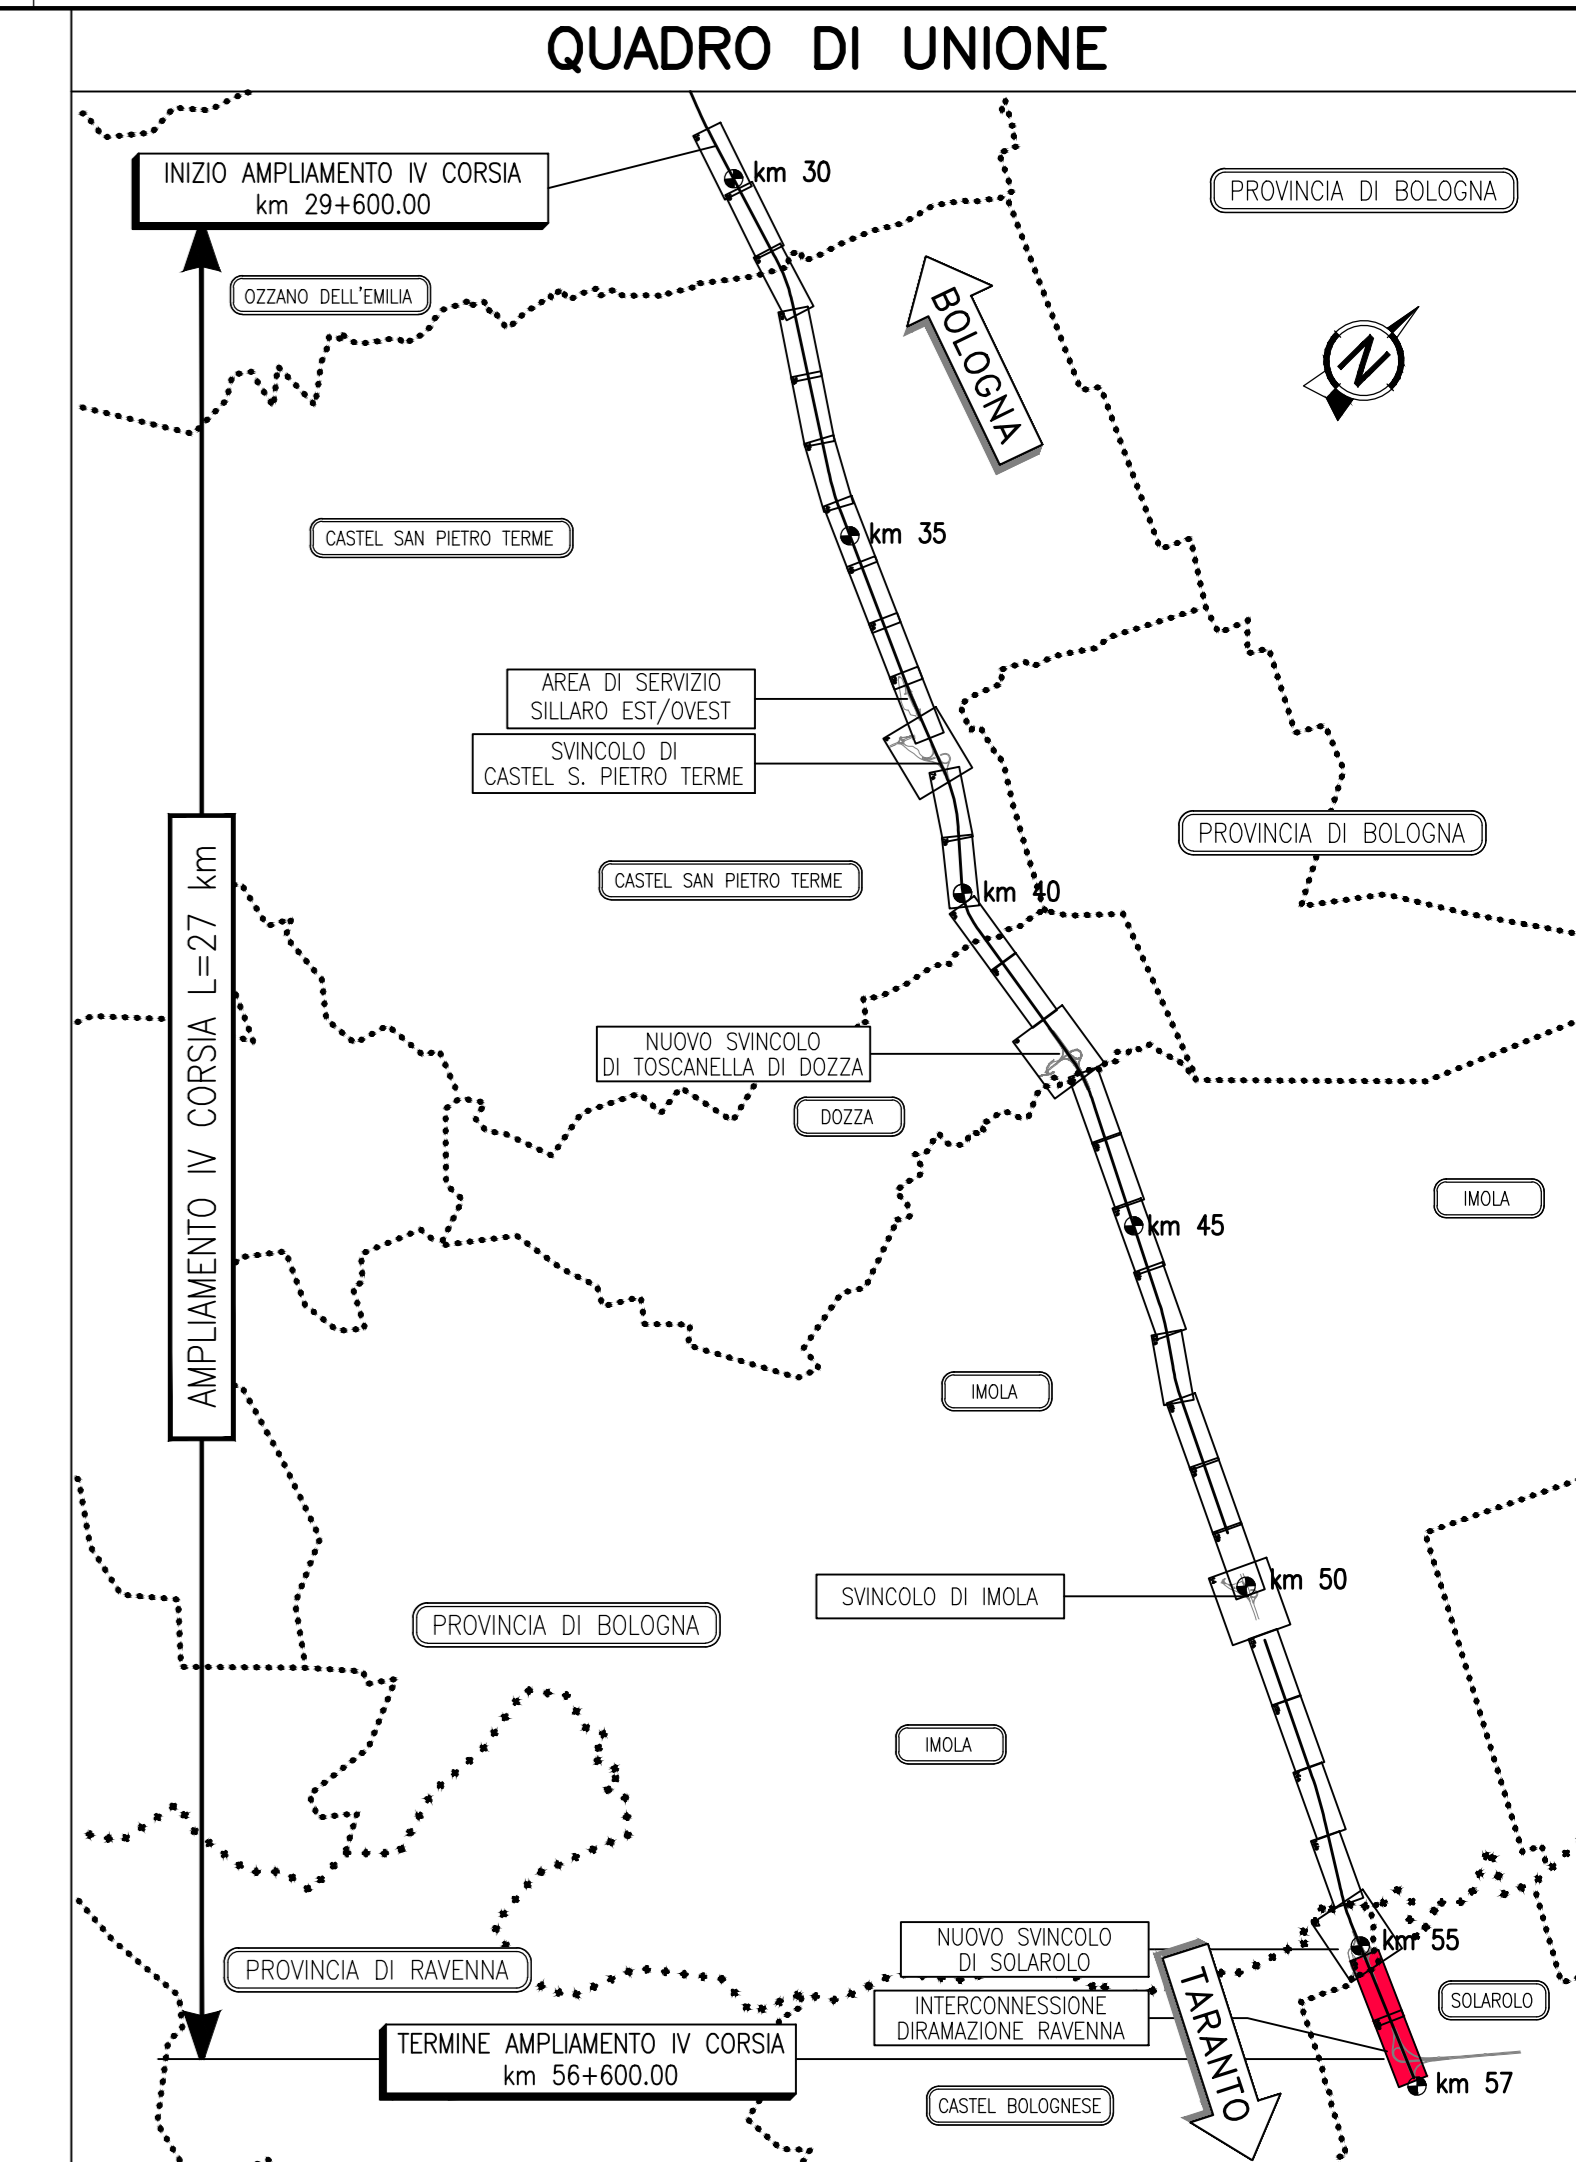 QUADRO DI UNIONE
INIZIO AMPLIAMENTO IV CORSIA
km 29+600.00
km 30
PROVINCIA DI BOLOGNA
OZZANO DELL'EMILIA
BOLOGNA
N
CASTEL SAN PIETRO TERME
km 35
AREA DI SERVIZIO
SILLARO EST/OVEST
SVINCOLO DI
CASTEL S. PIETRO TERME
PROVINCIA DI BOLOGNA
AMPLIAMENTO IV CORSIA L=27 km
CASTEL SAN PIETRO TERME
km 40
NUOVO SVINCOLO
DI TOSCANELLA DI DOZZA
DOZZA
IMOLA
km 45
IMOLA
km 50
SVINCOLO DI IMOLA
PROVINCIA DI BOLOGNA
IMOLA
NUOVO SVINCOLO
DI SOLAROLO
km 55
PROVINCIA DI RAVENNA
TARANTO
SOLAROLO
INTERCONNESSIONE
DIRAMAZIONE RAVENNA
TERMINE AMPLIAMENTO IV CORSIA
km 56+600.00
km 57
CASTEL BOLOGNESE